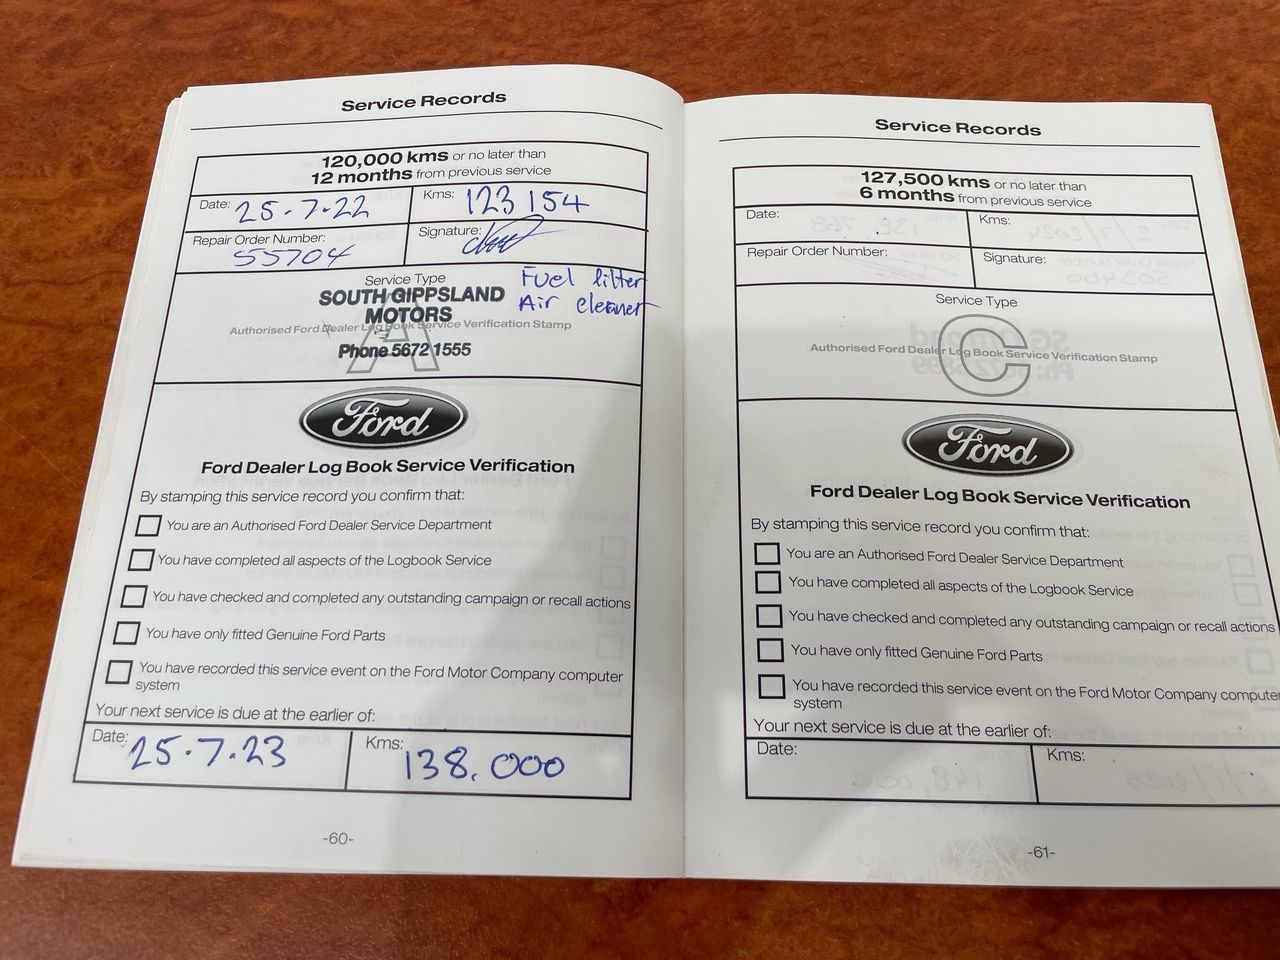 Service Records
120,000 kms or no later than
12 months from previous service
Date: 25.7.22 Kms: 123 154
Repair Order Number: 55704 Signature:
Service Type Fuel filter
SOUTH GIPPSLAND Air cleaner
MOTORS
Authorised Ford Dealer Log Book Service Verification Stamp
A
Phone 5672 1555
Ford
Ford Dealer Log Book Service Verification
By stamping this service record you confirm that:
You are an Authorised Ford Dealer Service Department
You have completed all aspects of the Logbook Service
You have checked and completed any outstanding campaign or recall actions
You have only fitted Genuine Ford Parts
You have recorded this service event on the Ford Motor Company computer
system
Your next service is due at the earlier of:
Date: 25.7.23 Kms: 138.000
-60-
Service Records
127,500 kms or no later than
6 months from previous service
Date: Kms:
Repair Order Number: Signature:
Service Type
Authorised Ford Dealer Log Book Service Verification Stamp
C
Ford
Ford Dealer Log Book Service Verification
By stamping this service record you confirm that:
You are an Authorised Ford Dealer Service Department
You have completed all aspects of the Logbook Service
You have checked and completed any outstanding campaign or recall actions
You have only fitted Genuine Ford Parts
You have recorded this service event on the Ford Motor Company computer
system
Your next service is due at the earlier of:
Date: Kms:
-61-